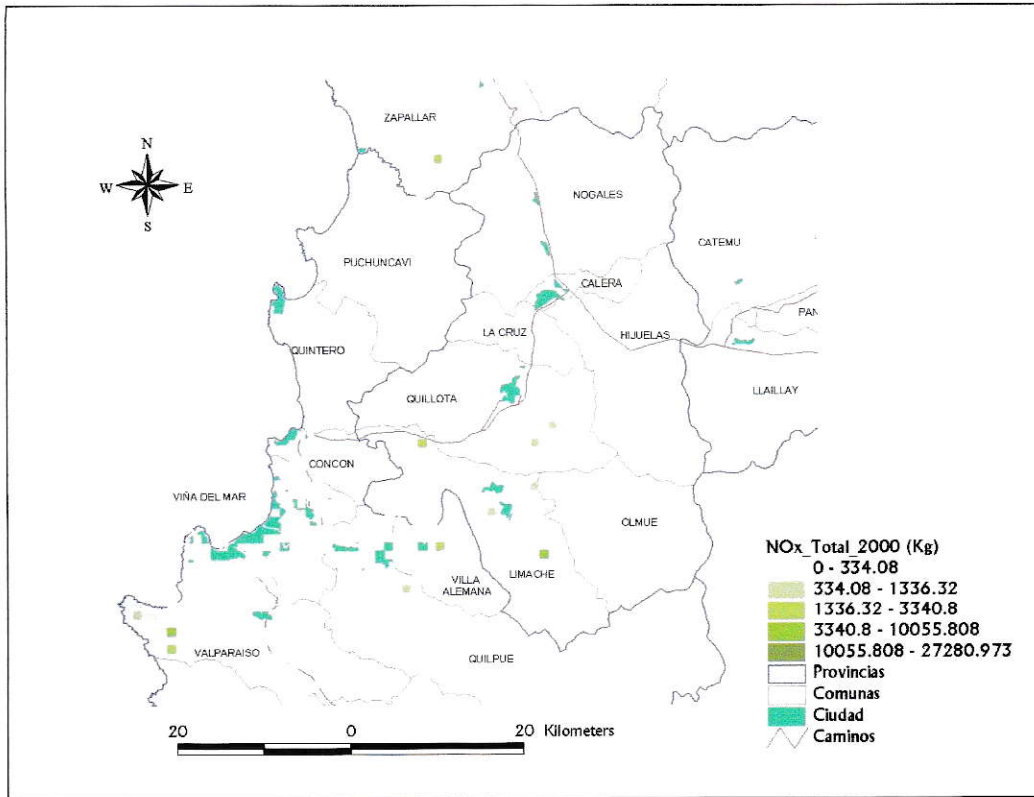 ZAPALLAR
N
W E
S
NOGALES
CATEMU
PUCHUNCAVI
CALERA
PAN
LA CRUZ
HIJUELAS
QUINTERO
LLAILLAY
QUILLOTA
CONCON
VIÑA DEL MAR
OLMUE
LIMACHE
VILLA
ALEMANA
VALPARAISO
QUILPUE
NOx_Total_2000 (Kg)
0 - 334.08
334.08 - 1336.32
1336.32 - 3340.8
3340.8 - 10055.808
10055.808 - 27280.973
Provincias
Comunas
Ciudad
Caminos
20 0 20 Kilometers